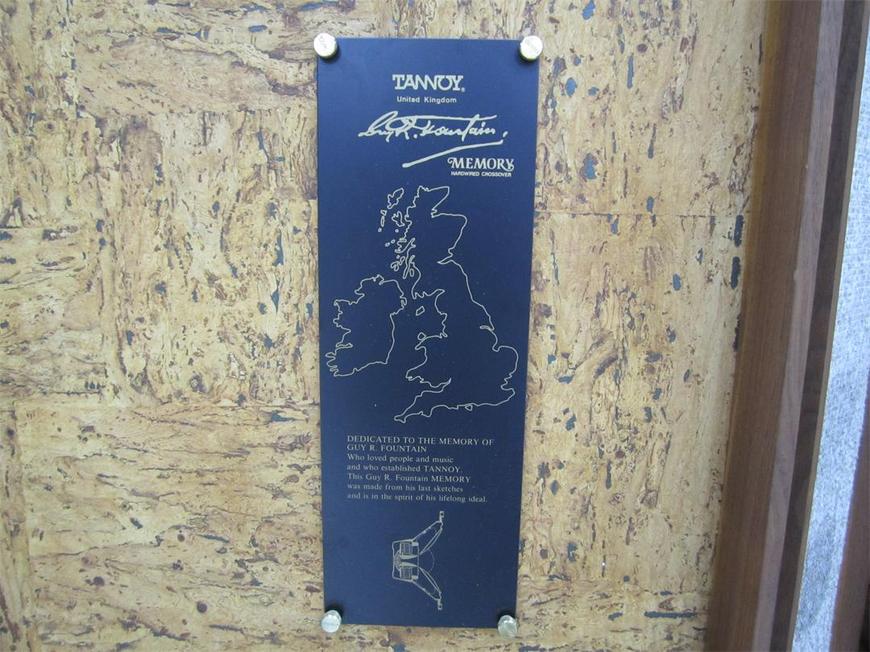 TANNOY®
United Kingdom
Guy R. Fountain.
MEMORY
HARDWIRED CROSSOVER
DEDICATED TO THE MEMORY OF
GUY R. FOUNTAIN
Who loved people and music
and who established TANNOY.
This Guy R. Fountain MEMORY
was made from his last sketches
and is in the spirit of his lifelong ideal.